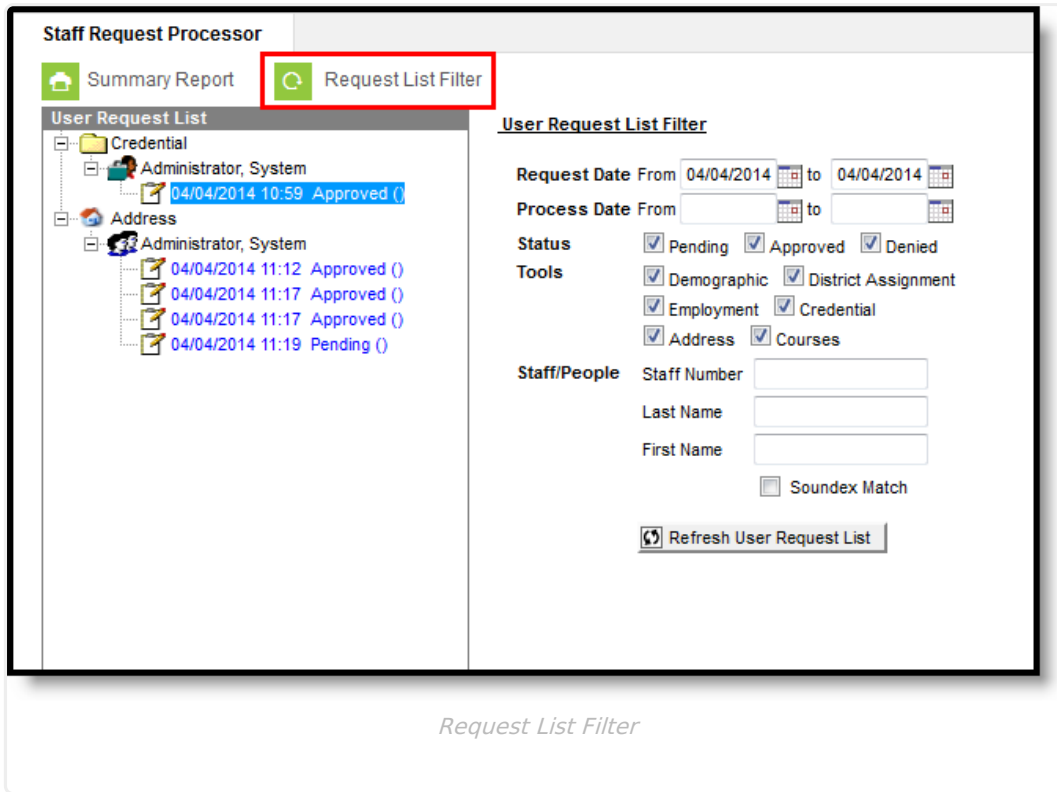 Staff Request Processor
Summary Report
Request List Filter
User Request List
Credential
Administrator, System
04/04/2014 10:59 Approved ()
Address
Administrator, System
04/04/2014 11:12 Approved ()
04/04/2014 11:17 Approved ()
04/04/2014 11:17 Approved ()
04/04/2014 11:19 Pending ()
User Request List Filter
Request Date From 04/04/2014 to 04/04/2014
Process Date From to
Status Pending Approved Denied
Tools Demographic District Assignment
Employment Credential
Address Courses
Staff/People Staff Number
Last Name
First Name
Soundex Match
Refresh User Request List
Request List Filter